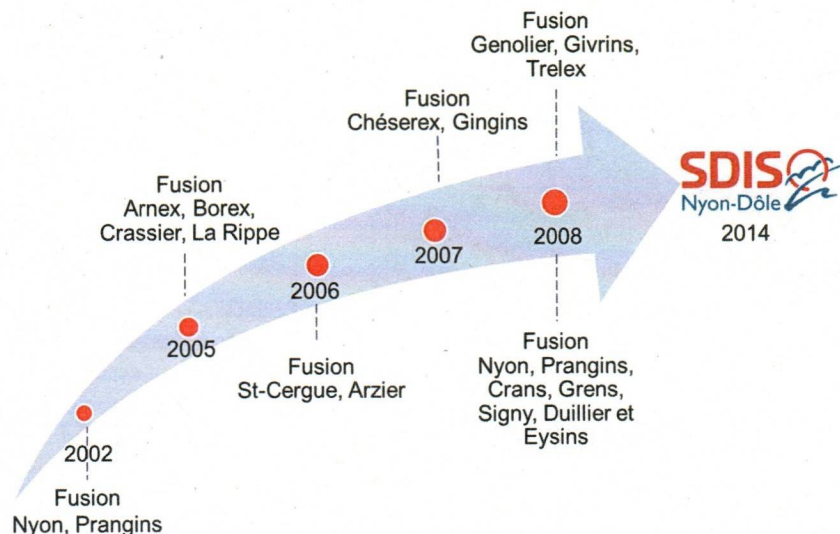 Fusion
Genolier, Givrins,
Trelex
Fusion
Chéserex, Gingins
Fusion
Arnex, Borex,
Crassier, La Rippe
SDIS
Nyon-Dôle
2014
2008
2007
2006
2005
2002
Fusion
Nyon, Prangins,
Crans, Grens,
Signy, Duillier et
Eysins
Fusion
St-Cergue, Arzier
Fusion
Nyon, Prangins